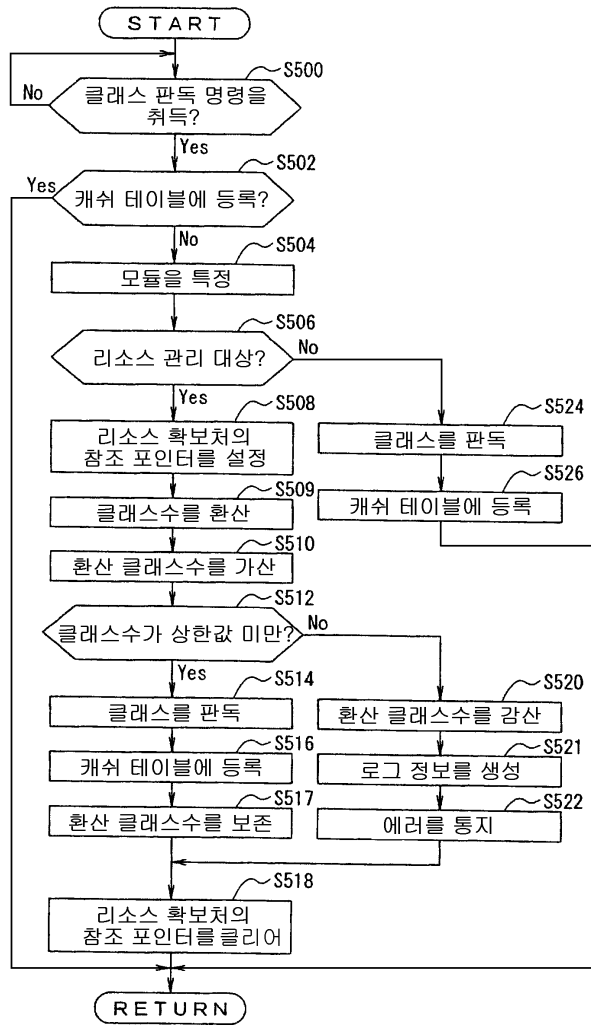 START
S500
No
클래스 판독 명령을
취득?
Yes
S502
Yes
캐쉬 테이블에 등록?
No
S504
모듈을 특정
S506
리소스 관리 대상?
No
Yes
S508
리소스 확보처의
참조 포인터를 설정
S524
클래스를 판독
S509
클래스수를 환산
S526
캐쉬 테이블에 등록
S510
환산 클래스수를 가산
S512
클래스수가 상한값 미만?
No
Yes
S514
클래스를 판독
S520
환산 클래스수를 감산
S516
캐쉬 테이블에 등록
S521
로그 정보를 생성
S517
환산 클래스수를 보존
S522
에러를 통지
S518
리소스 확보처의
참조 포인터를 클리어
RETURN